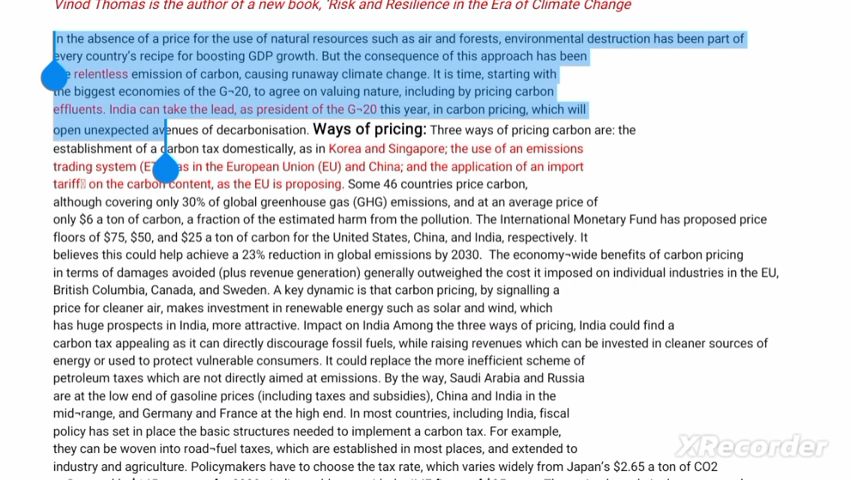 Vinod Thomas is the author of a new book, 'Risk and Resilience in the Era of Climate Change
In the absence of a price for the use of natural resources such as air and forests, environmental destruction has been part of
every country's recipe for boosting GDP growth. But the consequence of this approach has been
relentless emission of carbon, causing runaway climate change. It is time, starting with
the biggest economies of the G¬20, to agree on valuing nature, including by pricing carbon
effluents. India can take the lead, as president of the G¬20 this year, in carbon pricing, which will
open unexpected avenues of decarbonisation. Ways of pricing: Three ways of pricing carbon are: the
establishment of a carbon tax domestically, as in Korea and Singapore; the use of an emissions
trading system as in the European Union (EU) and China; and the application of an import
tariff on the carbon content, as the EU is proposing. Some 46 countries price carbon,
although covering only 30% of global greenhouse gas (GHG) emissions, and at an average price of
only $6 a ton of carbon, a fraction of the estimated harm from the pollution. The International Monetary Fund has proposed price
floors of $75, $50, and $25 a ton of carbon for the United States, China, and India, respectively. It
believes this could help achieve a 23% reduction in global emissions by 2030. The economy¬wide benefits of carbon pricing
in terms of damages avoided (plus revenue generation) generally outweighed the cost it imposed on individual industries in the EU,
British Columbia, Canada, and Sweden. A key dynamic is that carbon pricing, by signalling a
price for cleaner air, makes investment in renewable energy such as solar and wind, which
has huge prospects in India, more attractive. Impact on India Among the three ways of pricing, India could find a
carbon tax appealing as it can directly discourage fossil fuels, while raising revenues which can be invested in cleaner sources of
energy or used to protect vulnerable consumers. It could replace the more inefficient scheme of
petroleum taxes which are not directly aimed at emissions. By the way, Saudi Arabia and Russia
are at the low end of gasoline prices (including taxes and subsidies), China and India in the
mid¬range, and Germany and France at the high end. In most countries, including India, fiscal
policy has set in place the basic structures needed to implement a carbon tax. For example,
they can be woven into road¬fuel taxes, which are established in most places, and extended to
industry and agriculture. Policymakers have to choose the tax rate, which varies widely from Japan's $2.65 a ton of CO2
XRecorder